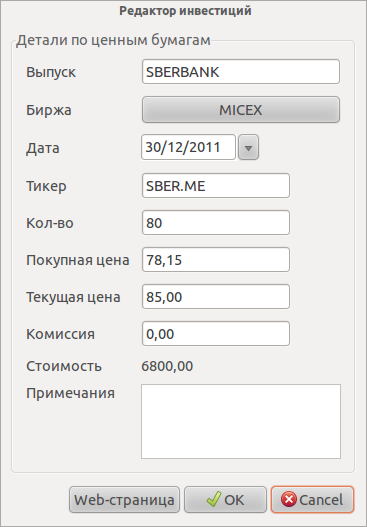 Редактор инвестиций
Детали по ценным бумагам
Выпуск SBERBANK
Биржа MICEX
Дата 30/12/2011
Тикер SBER.ME
Кол-во 80
Покупная цена 78,15
Текущая цена 85,00
Комиссия 0,00
Стоимость 6800,00
Примечания
Web-страница OK Cancel